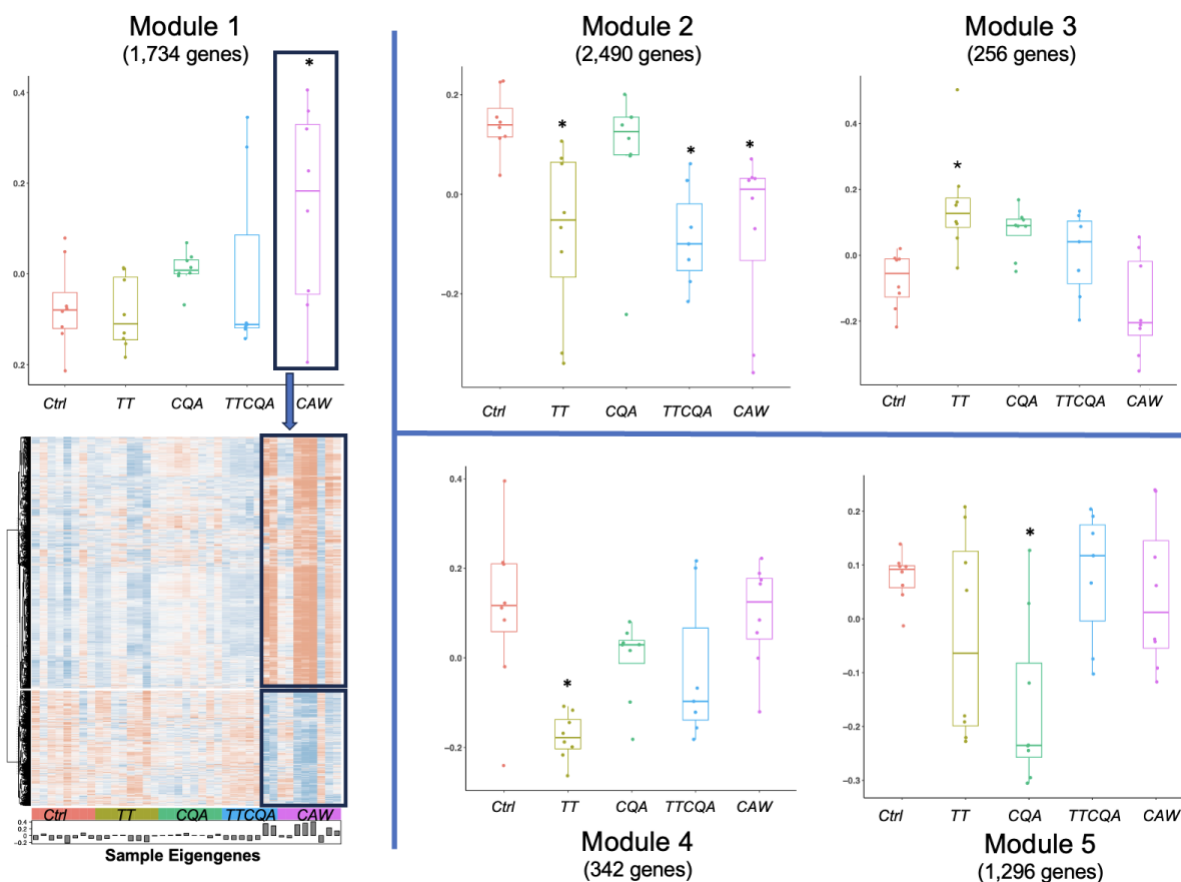 Module 1
(1,734 genes)
*
0.4
0.2
0.0
0.2
Ctrl TT CQA TTCQA CAW
Ctrl TT CQA TTCQA CAW
0.4
0.2
0
-0.2
Sample Eigengenes
Module 2
(2,490 genes)
0.2
0.0
−0.2
* * *
Ctrl TT CQA TTCQA CAW
Module 3
(256 genes)
0.4
0.2
0.0
−0.2
*
Ctrl TT CQA TTCQA CAW
0.4
0.2
0.0
−0.2
*
Ctrl TT CQA TTCQA CAW
Module 4
(342 genes)
0.2
0.1
0.0
−0.1
−0.2
−0.3
*
Ctrl TT CQA TTCQA CAW
Module 5
(1,296 genes)